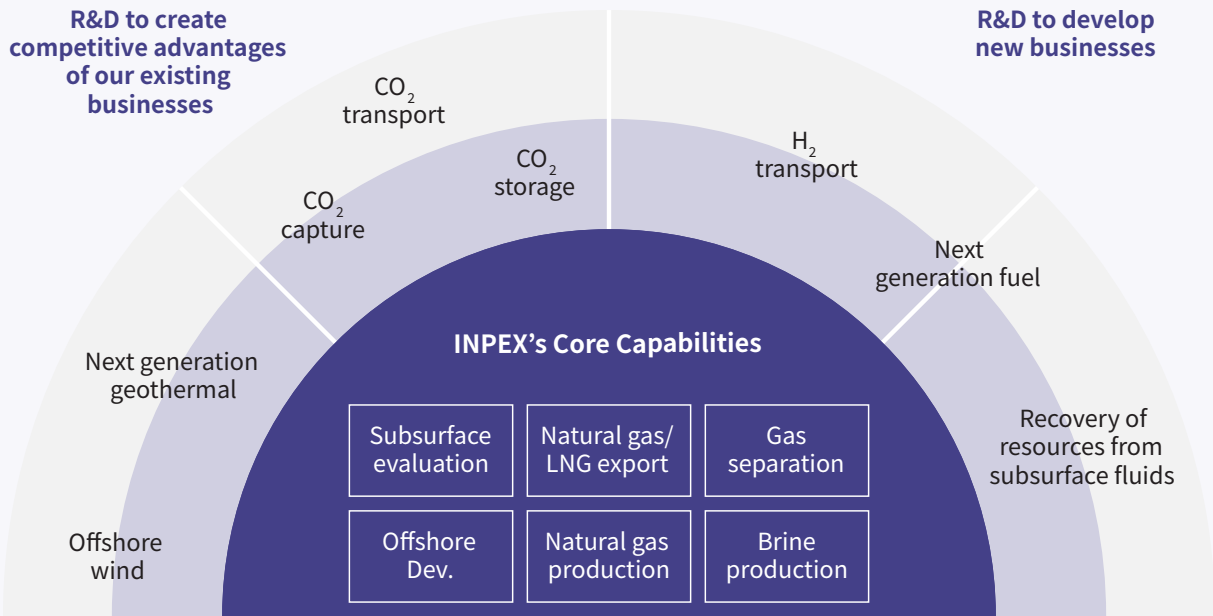 R&D to create
competitive advantages
of our existing
businesses
R&D to develop
new businesses
CO₂
transport
CO₂
storage
CO₂
capture
H₂
transport
Next
generation fuel
Next generation
geothermal
Recovery of
resources from
subsurface fluids
Offshore
wind
INPEX’s Core Capabilities
Subsurface
evaluation
Natural gas/
LNG export
Gas
separation
Offshore
Dev.
Natural gas
production
Brine
production